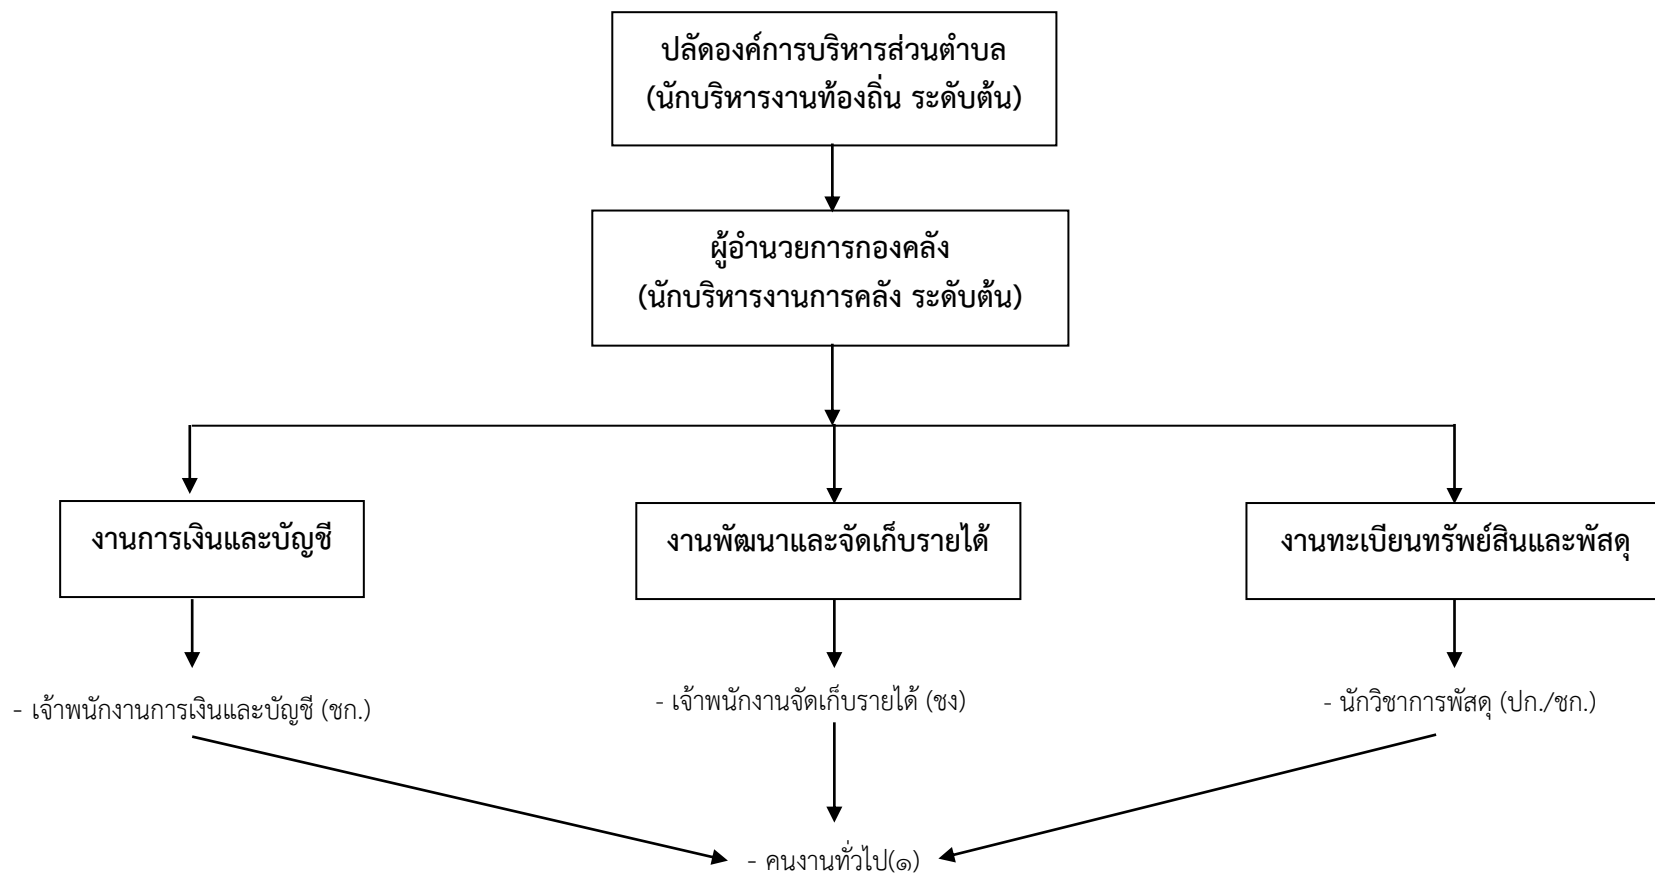 ปลัดองค์การบริหารส่วนตำบล
(นักบริหารงานท้องถิ่น ระดับต้น)
ผู้อำนวยการกองคลัง
(นักบริหารงานการคลัง ระดับต้น)
งานการเงินและบัญชี
งานพัฒนาและจัดเก็บรายได้
งานทะเบียนทรัพย์สินและพัสดุ
- เจ้าพนักงานการเงินและบัญชี (ชก.)
- เจ้าพนักงานจัดเก็บรายได้ (ชง)
- นักวิชาการพัสดุ (ปก./ชก.)
- คนงานทั่วไป(๑)